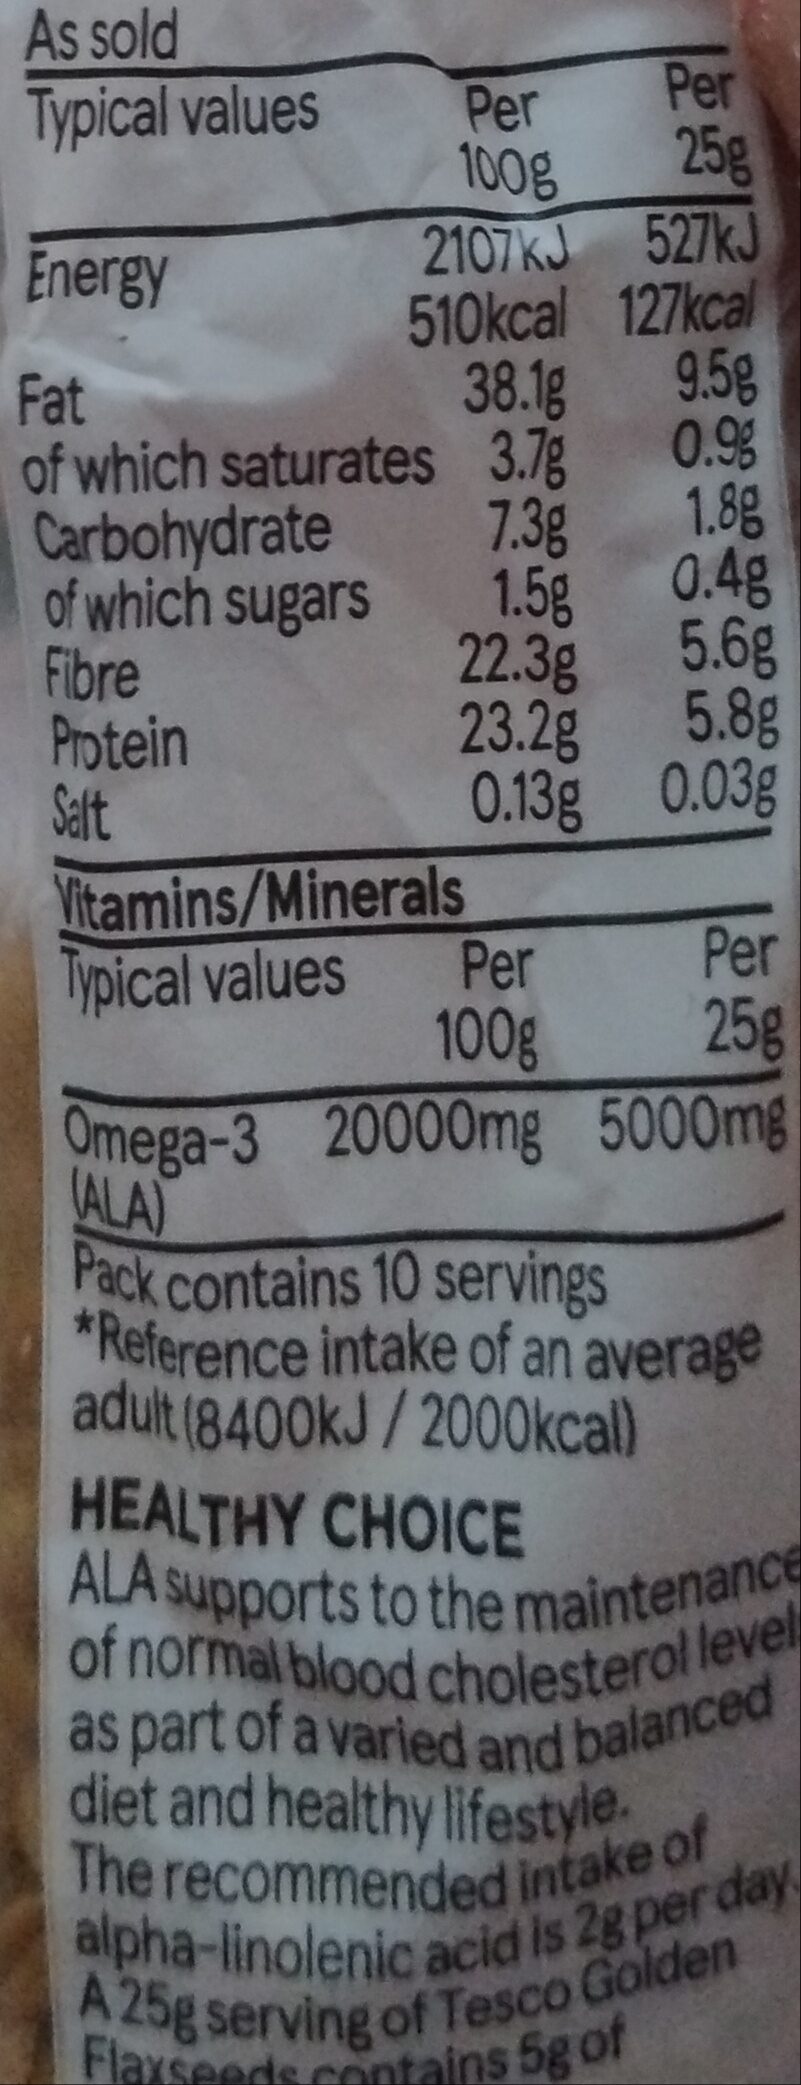 As sold
Typical values Per 100g Per 25g
Energy 2107kJ 527kJ
510kcal 127kcal
Fat 38.1g 9.5g
of which saturates 3.7g 0.9g
Carbohydrate 7.3g 1.8g
of which sugars 1.5g 0.4g
Fibre 22.3g 5.6g
Protein 23.2g 5.8g
Salt 0.13g 0.03g
Vitamins/Minerals
Typical values Per 100g Per 25g
Omega-3 20000mg 5000mg
(ALA)
Pack contains 10 servings
*Reference intake of an average
adult (8400kJ / 2000kcal)
HEALTHY CHOICE
ALA supports to the maintenance
of normal blood cholesterol levels
as part of a varied and balanced
diet and healthy lifestyle.
The recommended intake of
alpha-linolenic acid is 2g per day.
A 25g serving of Tesco Golden
Flaxseeds contains 5g of